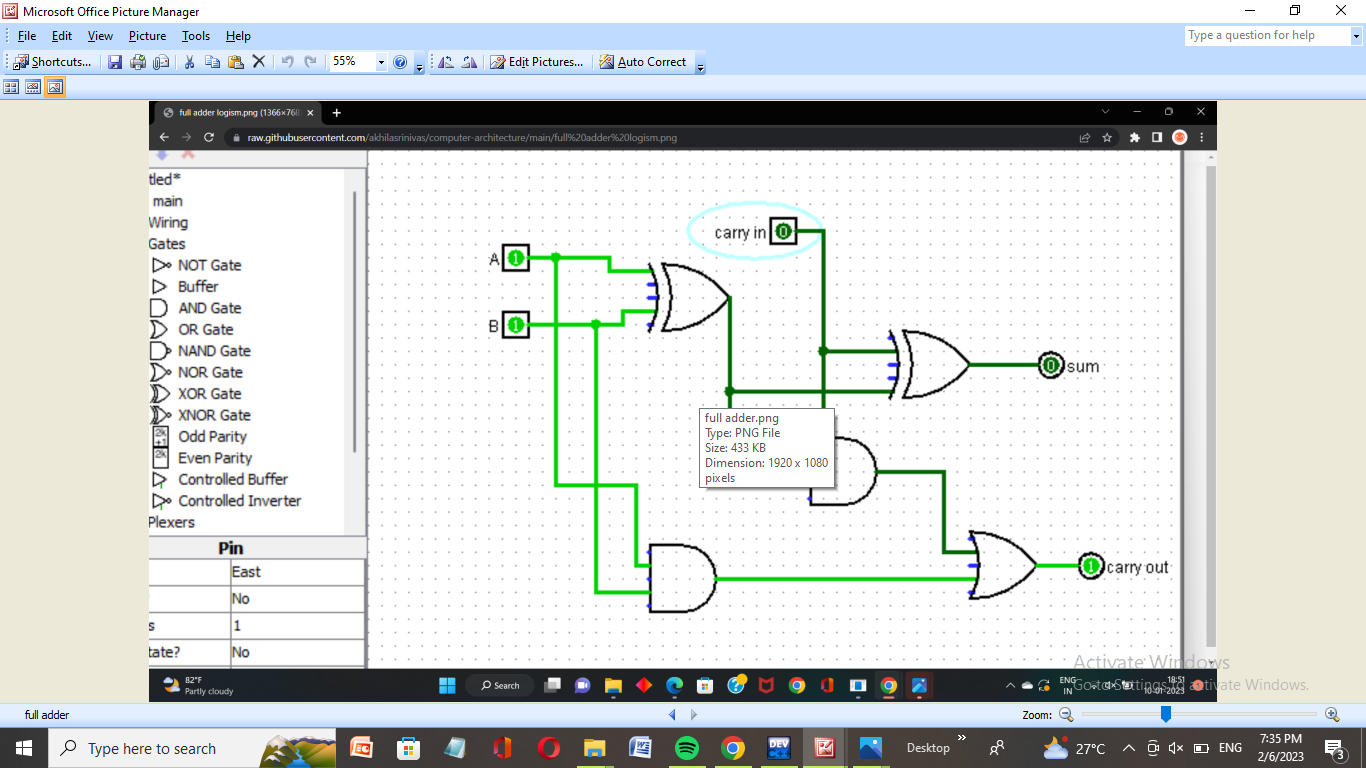 Microsoft Office Picture Manager
File Edit View Picture Tools Help
Type a question for help
Shortcuts...
55%
Edit Pictures...
Auto Correct
full adder logism.png (1366×768
raw.githubusercontent.com/akhilasrinivas/computer-architecture/main/full%20adder%20logism.png
tled*
main
Wiring
Gates
NOT Gate
Buffer
AND Gate
OR Gate
NAND Gate
NOR Gate
XOR Gate
XNOR Gate
Odd Parity
Even Parity
Controlled Buffer
Controlled Inverter
Plexers
Pin
East
No
s 1
tate? No
carry in 0
A 1
B 1
0 sum
full adder.png
Type: PNG File
Size: 433 KB
Dimension: 1920 x 1080
pixels
1 carry out
Activate Windows
Go to Settings to activate Windows.
82°F
Partly cloudy
Search
ENG
IN
18:51
10-01-2023
full adder
Zoom:
Type here to search
Desktop
27°C
ENG
7:35 PM
2/6/2023
3